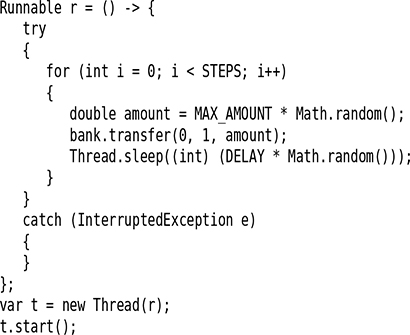 Runnable r = () -> {
   try
   {
      for (int i = 0; i < STEPS; i++)
      {
         double amount = MAX_AMOUNT * Math.random();
         bank.transfer(0, 1, amount);
         Thread.sleep((int) (DELAY * Math.random()));
      }
   }
   catch (InterruptedException e)
   {
   }
};
var t = new Thread(r);
t.start();